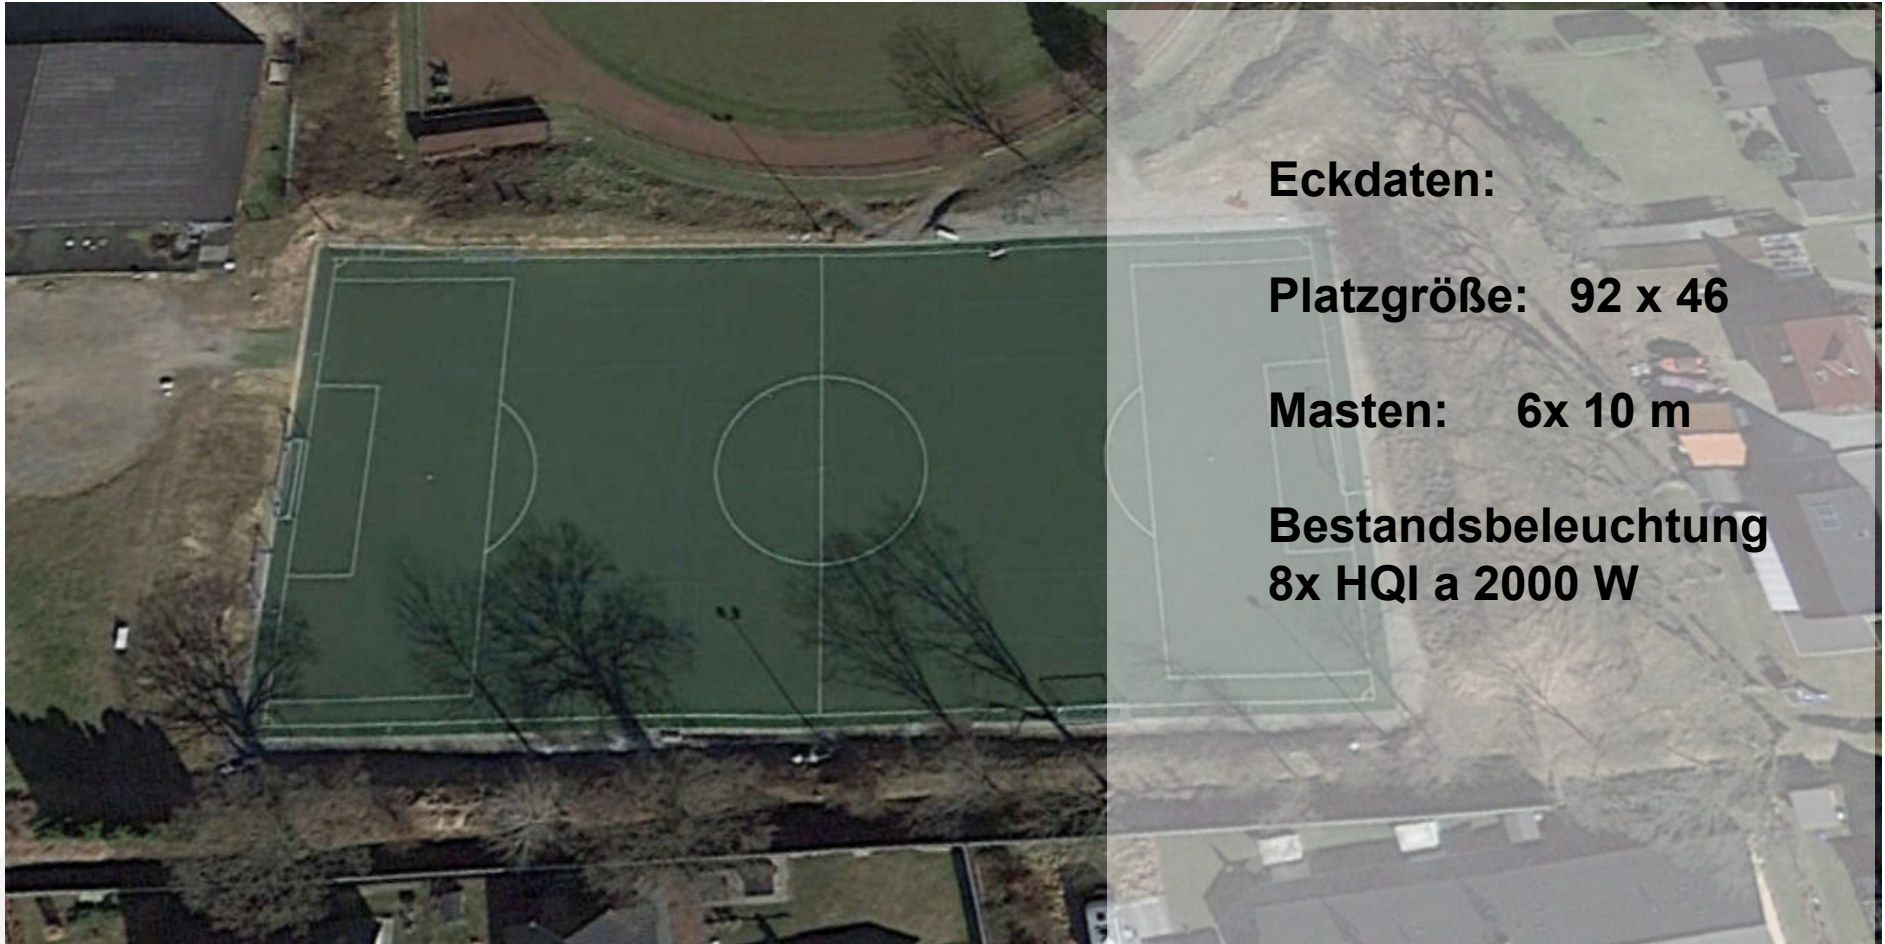 Eckdaten:
Platzgröße: 92 x 46
Masten: 6x 10 m
Bestandsbeleuchtung
8x HQI a 2000 W